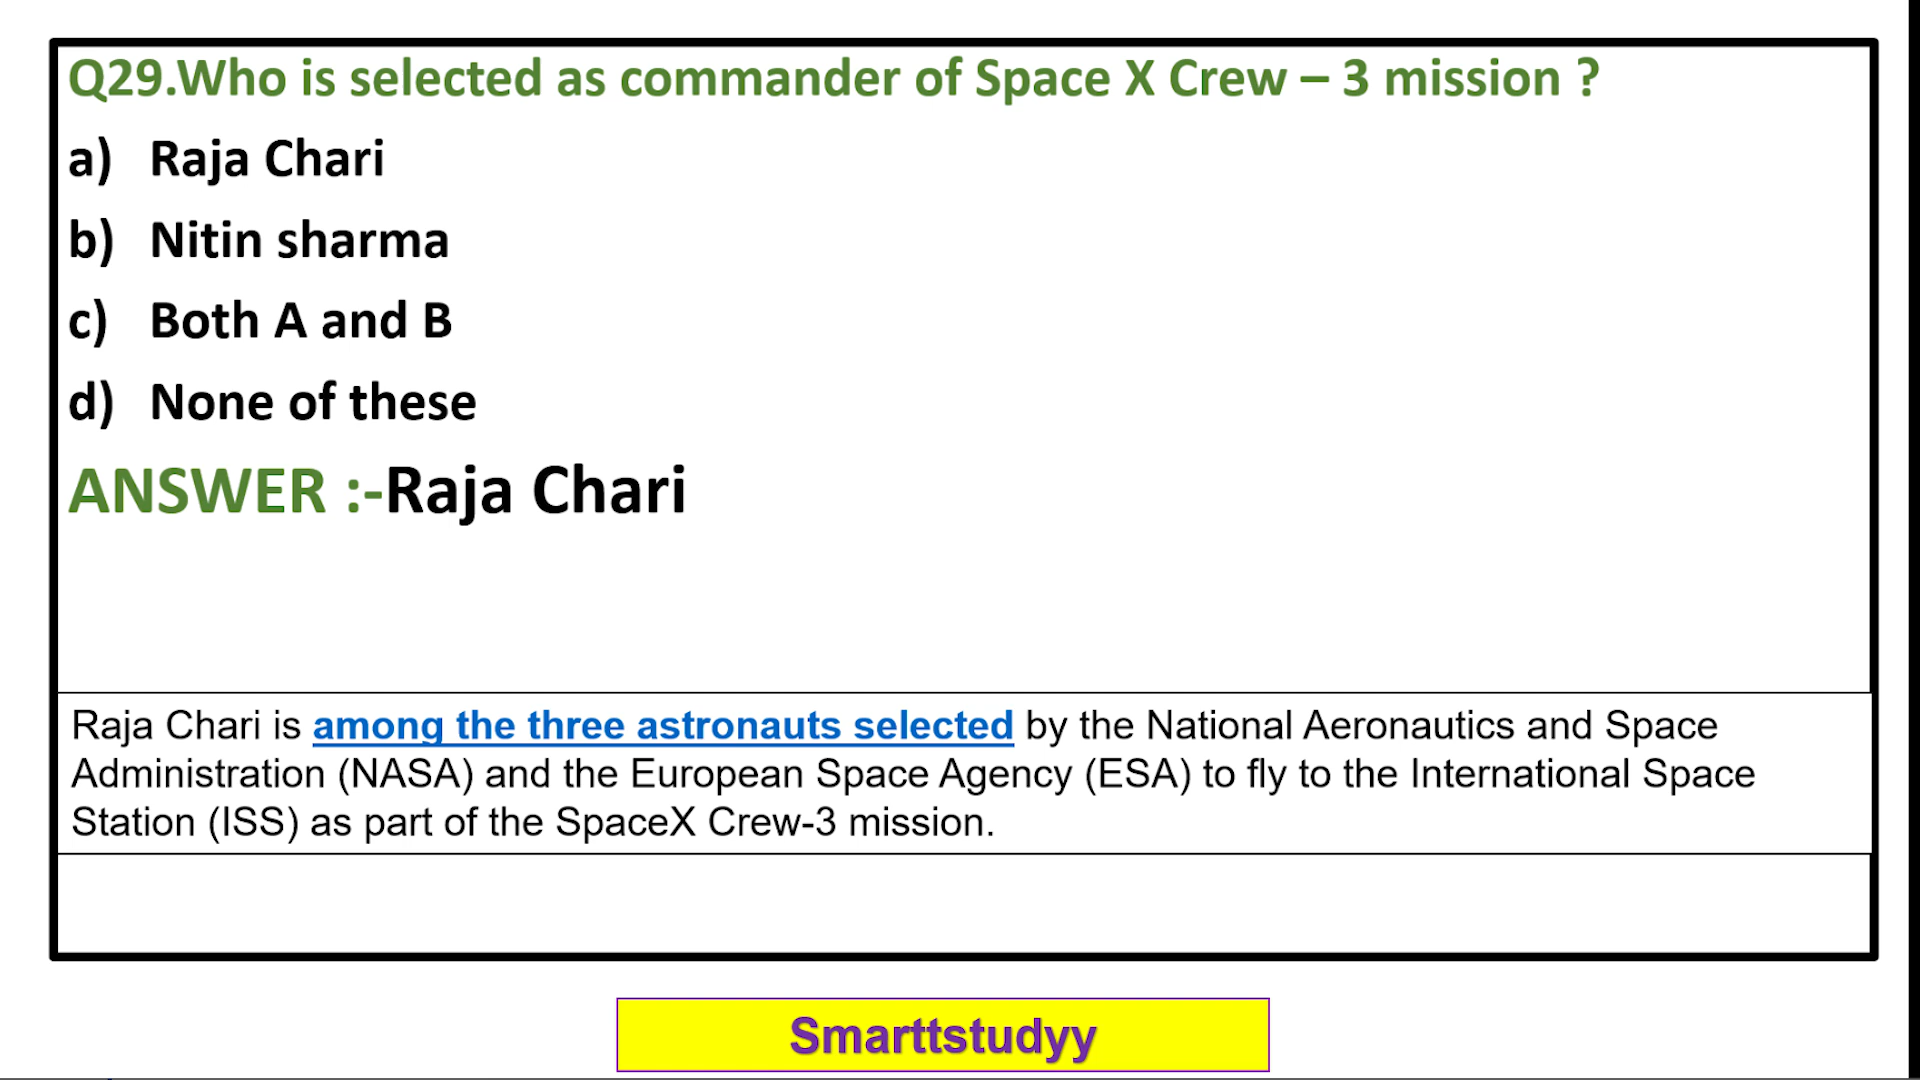 Q29.Who is selected as commander of Space X Crew – 3 mission ?
a) Raja Chari
b) Nitin sharma
c) Both A and B
d) None of these
ANSWER :-Raja Chari
Raja Chari is among the three astronauts selected by the National Aeronautics and Space
Administration (NASA) and the European Space Agency (ESA) to fly to the International Space
Station (ISS) as part of the SpaceX Crew-3 mission.
Smarttstudyy